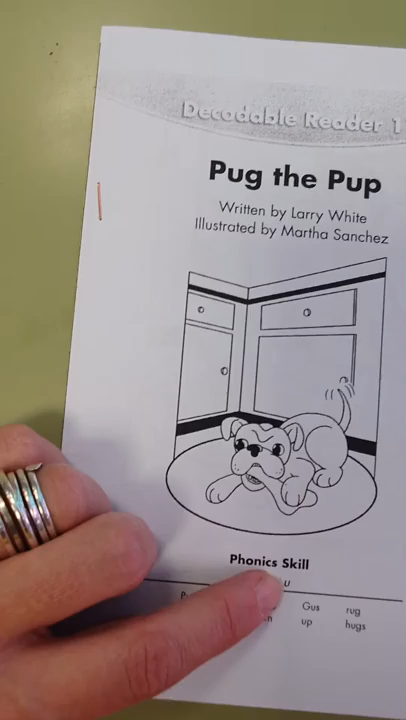 Decodable Reader 1
Pug the Pup
Written by Larry White
Illustrated by Martha Sanchez
Phonics Skill
u
Gus rug
up hugs